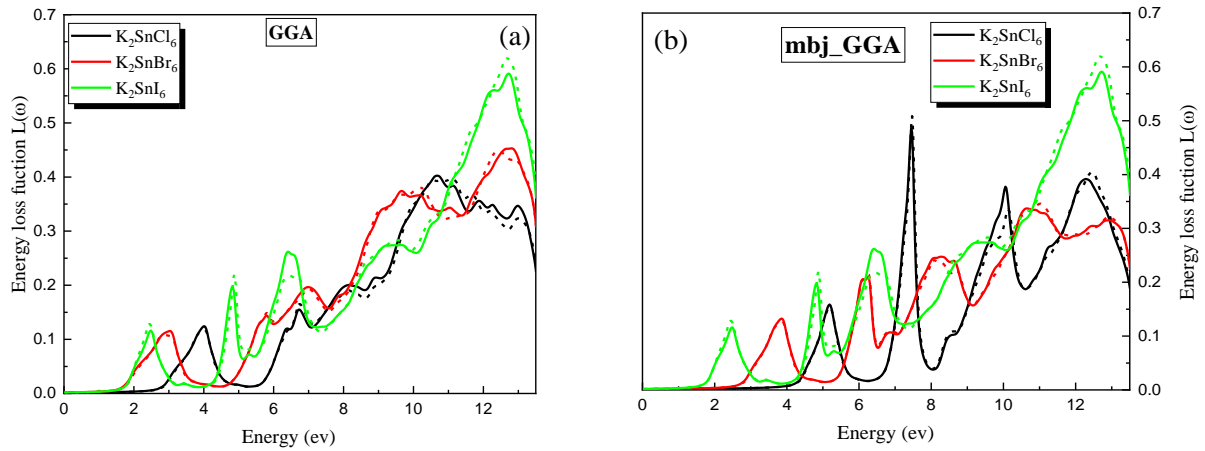 GGA
(a)
K₂SnCl₆
K₂SnBr₆
K₂SnI₆
Energy loss fuction L(ω)
0.7
0.6
0.5
0.4
0.3
0.2
0.1
0.0
0 2 4 6 8 10 12
Energy (ev)
(b)
mbj_GGA
K₂SnCl₆
K₂SnBr₆
K₂SnI₆
0.7
0.6
0.5
0.4
0.3
0.2
0.1
0.0
Energy loss fuction L(ω)
0 2 4 6 8 10 12
Energy (ev)